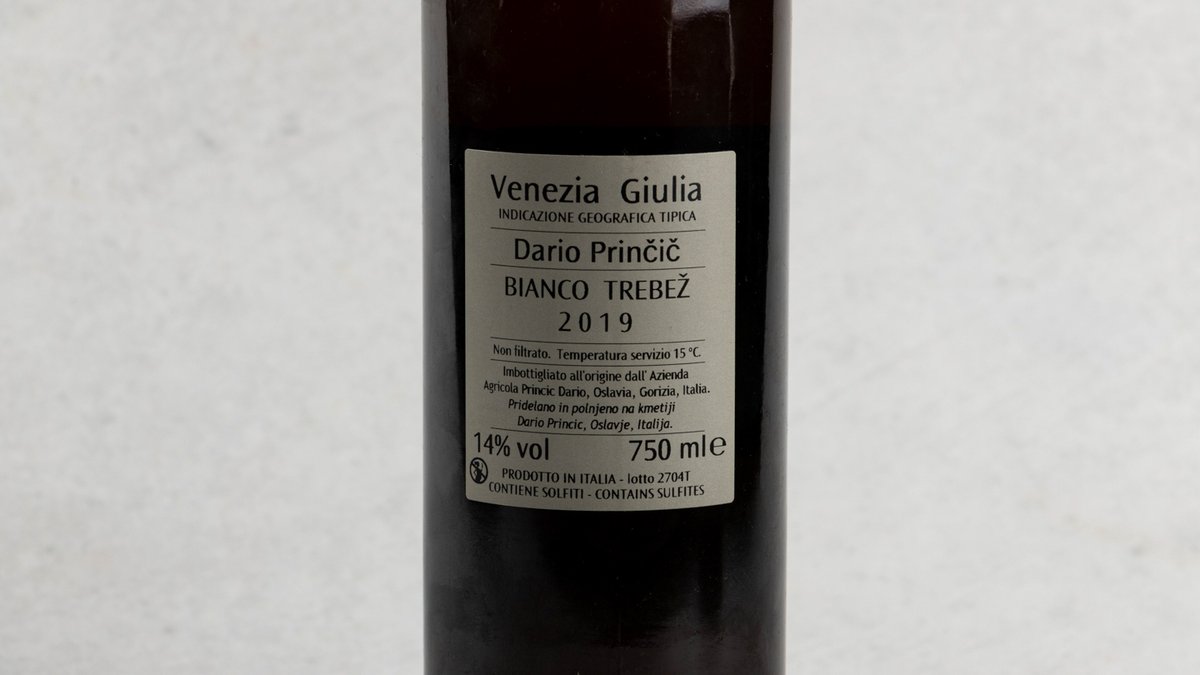 Venezia Giulia
INDICAZIONE GEOGRAFICA TIPICA
Dario Prinčič
BIANCO TREBEŽ
2019
Non filtrato. Temperatura servizio 15 °C.
Imbottigliato all'origine dall' Azienda
Agricola Princic Dario, Oslavia, Gorizia, Italia.
Pridelano in polnjeno na kmetiji
Dario Princic, Oslavje, Italija.
14% vol 750 ml e
PRODOTTO IN ITALIA - lotto 2704T
CONTIENE SOLFITI - CONTAINS SULFITES